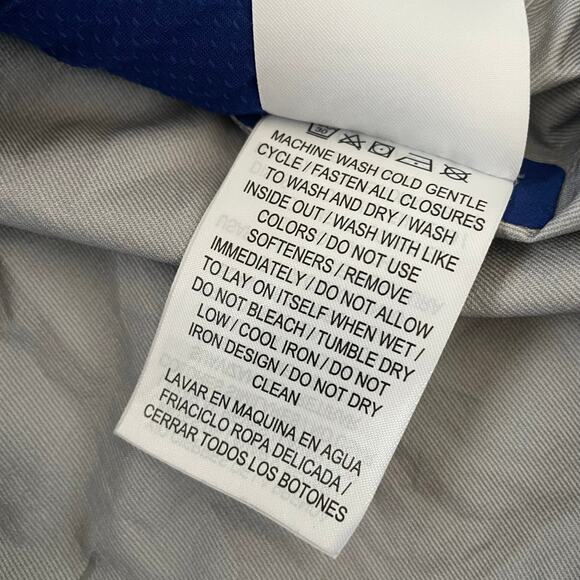 30
MACHINE WASH COLD GENTLE
CYCLE / FASTEN ALL CLOSURES
TO WASH AND DRY / WASH
INSIDE OUT / WASH WITH LIKE
COLORS / DO NOT USE
SOFTENERS / REMOVE
IMMEDIATELY / DO NOT ALLOW
TO LAY ON ITSELF WHEN WET /
DO NOT BLEACH / TUMBLE DRY
LOW / COOL IRON / DO NOT
IRON DESIGN / DO NOT DRY
CLEAN
LAVAR EN MAQUINA EN AGUA
FRIACICLO ROPA DELICADA /
CERRAR TODOS LOS BOTONES